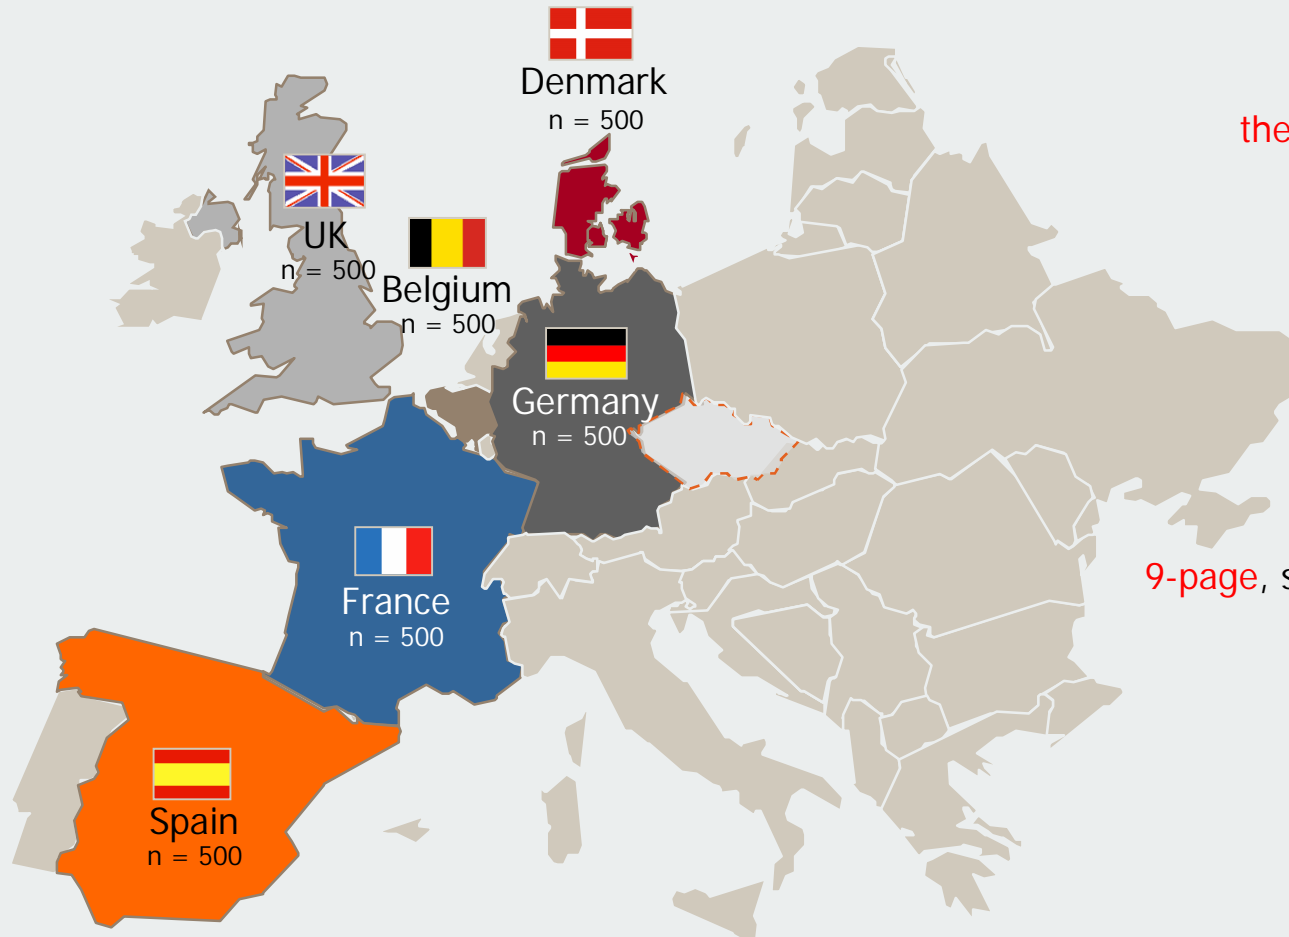 Denmark
n = 500
the
UK
n = 500
Belgium
n = 500
Germany
n = 500
9-page, s
France
n = 500
Spain
n = 500